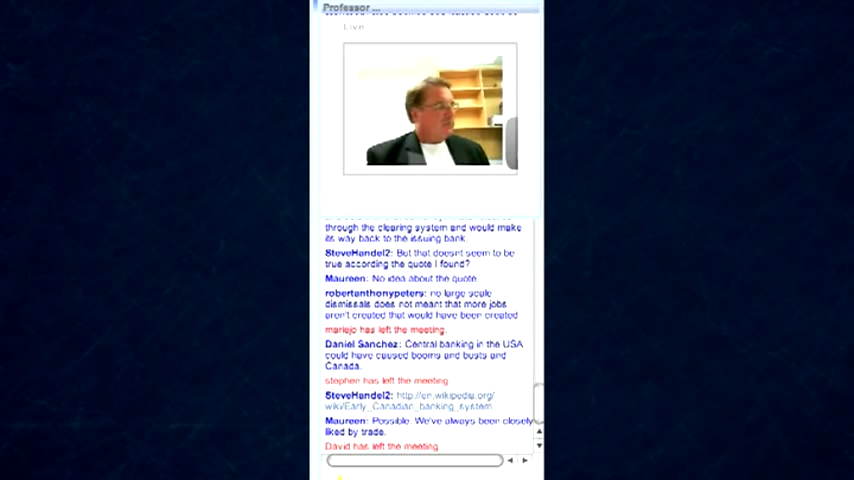 Professor ...
Live
through the clearing system and would make
its way back to the issuing bank.
SteveHandel2: But that doesnt seem to be
true according the quote I found?
Maureen: No idea about the quote.
robertanthonypeters: no large scale
dismissals does not meant that more jobs
aren't created that would have been created
mariejo has left the meeting.
Daniel Sanchez: Central banking in the USA
could have caused booms and busts and
Canada.
stephen has left the meeting
SteveHandel2: http://en.wikipedia.org/
wiki/Early_Canadian_banking_system
Maureen: Possible. We've always been closely
liked by trade.
David has left the meeting